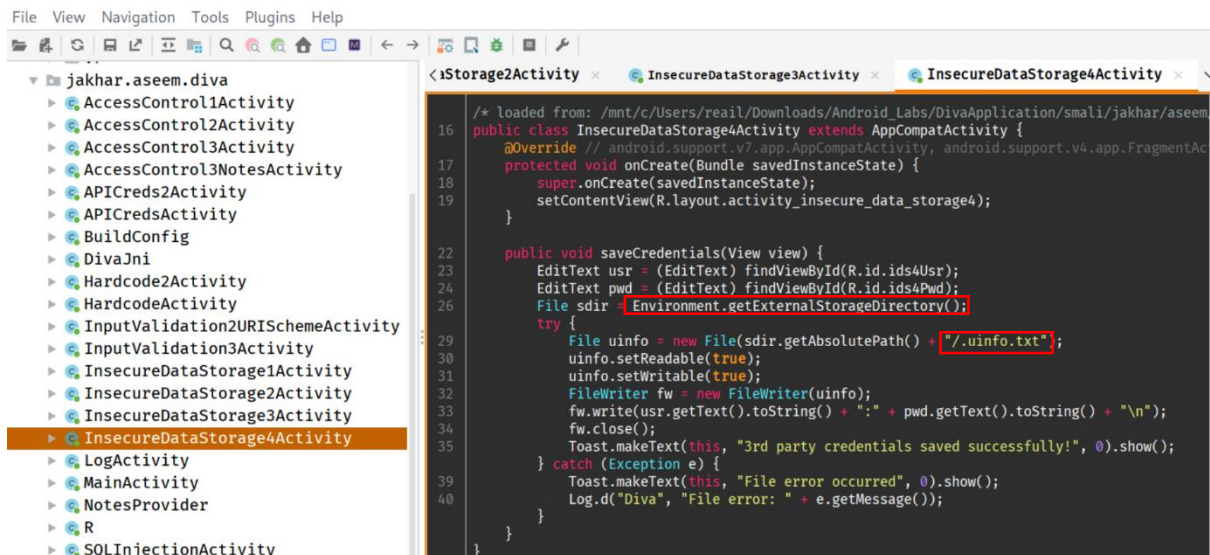 File View Navigation Tools Plugins Help
jakhar.aseem.diva
AccessControl1Activity
AccessControl2Activity
AccessControl3Activity
AccessControl3NotesActivity
APICreds2Activity
APICredsActivity
BuildConfig
DivaJni
Hardcode2Activity
HardcodeActivity
InputValidation2URISchemeActivity
InputValidation3Activity
InsecureDataStorage1Activity
InsecureDataStorage2Activity
InsecureDataStorage3Activity
InsecureDataStorage4Activity
LogActivity
MainActivity
NotesProvider
R
SQLInjectionActivity
aStorage2Activity × InsecureDataStorage3Activity × InsecureDataStorage4Activity ×
/* loaded from: /mnt/c/Users/reail/Downloads/Android_Labs/DivaApplication/smali/jakhar/aseem/
16 public class InsecureDataStorage4Activity extends AppCompatActivity {
@Override // android.support.v7.app.AppCompatActivity, android.support.v4.app.FragmentAc
17 protected void onCreate(Bundle savedInstanceState) {
18 super.onCreate(savedInstanceState);
19 setContentView(R.layout.activity_insecure_data_storage4);
}
22 public void saveCredentials(View view) {
23 EditText usr = (EditText) findViewById(R.id.ids4Usr);
24 EditText pwd = (EditText) findViewById(R.id.ids4Pwd);
26 File sdir = Environment.getExternalStorageDirectory();
try {
29 File uinfo = new File(sdir.getAbsolutePath() + "/.uinfo.txt");
30 uinfo.setReadable(true);
31 uinfo.setWritable(true);
32 FileWriter fw = new FileWriter(uinfo);
33 fw.write(usr.getText().toString() + ":" + pwd.getText().toString() + "\n");
34 fw.close();
35 Toast.makeText(this, "3rd party credentials saved successfully!", 0).show();
} catch (Exception e) {
39 Toast.makeText(this, "File error occurred", 0).show();
40 Log.d("Diva", "File error: " + e.getMessage());
}
}
}